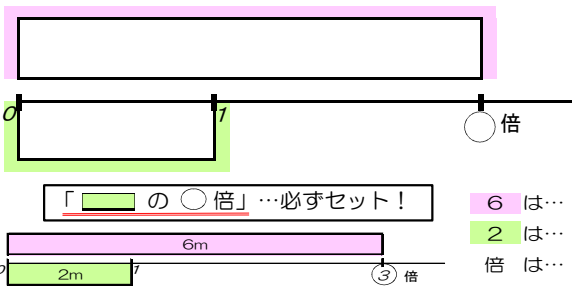 0 1 ○倍
「 の ○倍」…必ずセット！
6 は…
2 は…
倍 は…
6m
0 2m 1 ③ 倍